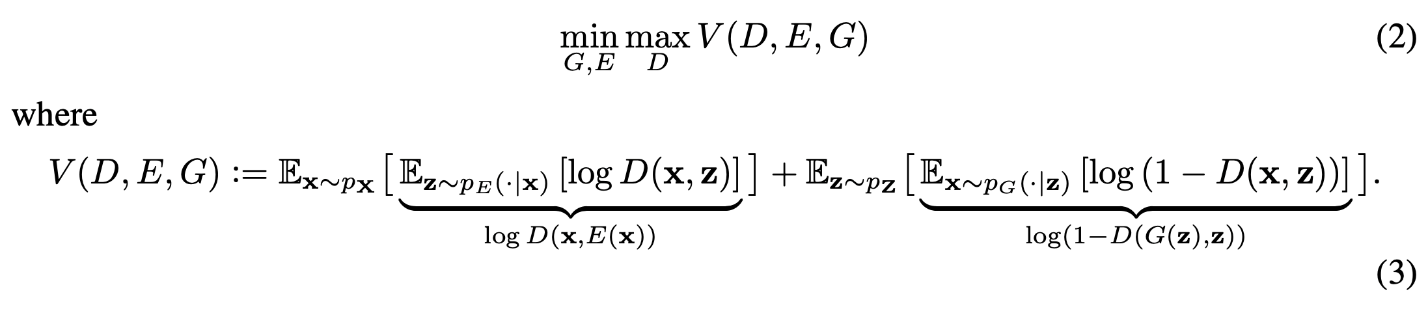 min max V(D, E, G) (2)
G,E D
where
V(D, E, G) := 𝔼_{x∼p_X} [ 𝔼_{z∼p_E(·|x)} [log D(x, z)] ] + 𝔼_{z∼p_Z} [ 𝔼_{x∼p_G(·|z)} [log (1 − D(x, z))] ].
log D(x,E(x)) log(1−D(G(z),z))
(3)